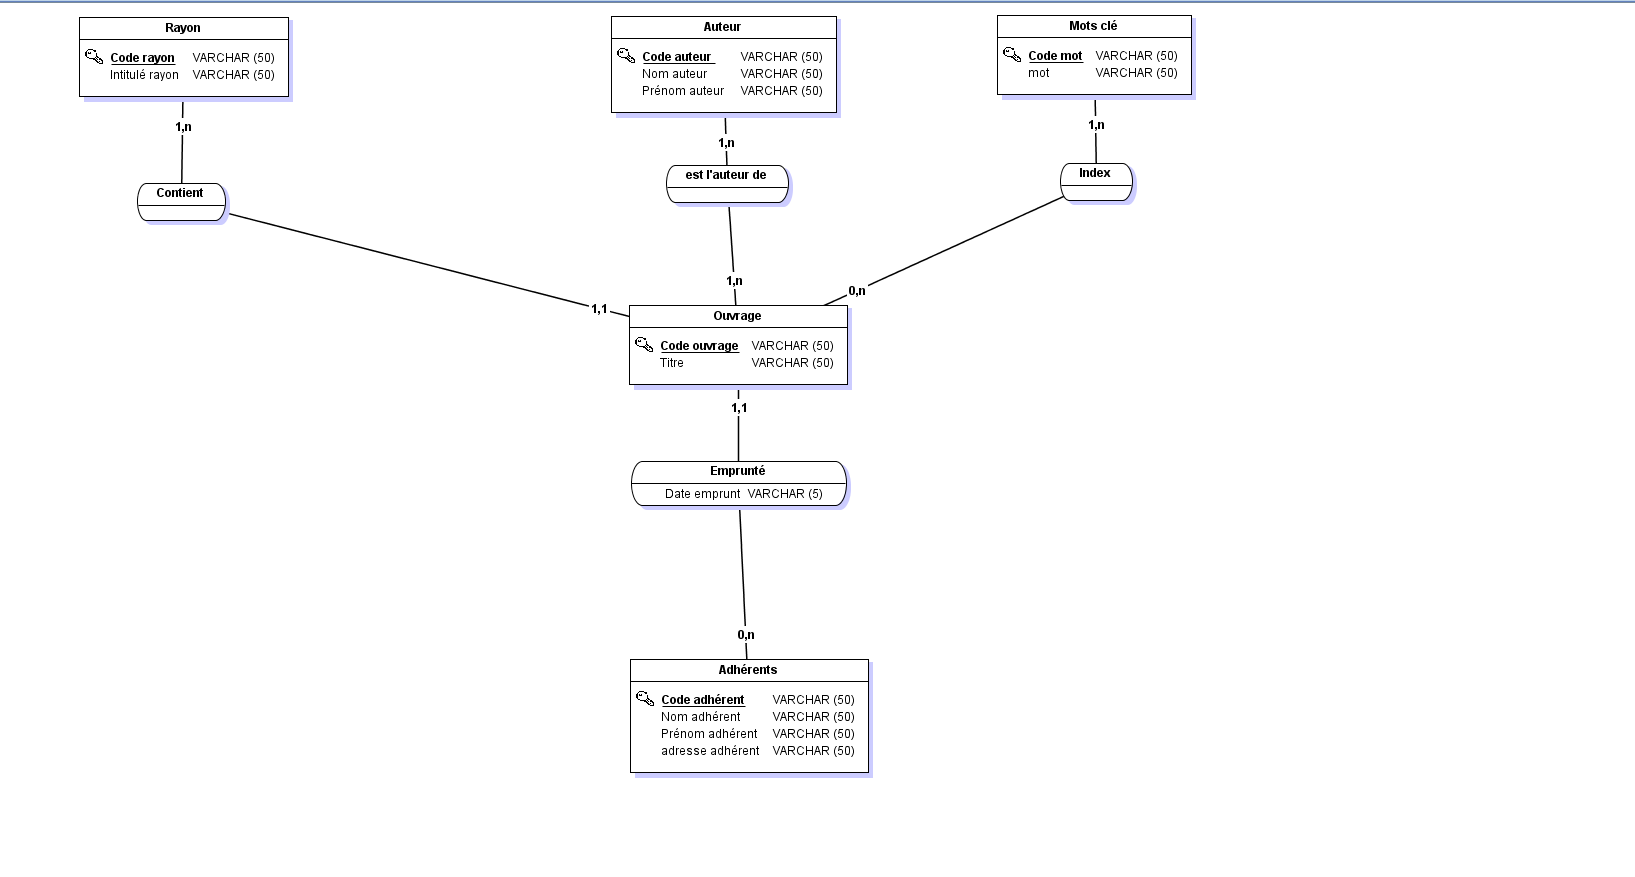 Rayon
Code rayon VARCHAR (50)
Intitulé rayon VARCHAR (50)
Auteur
Code auteur VARCHAR (50)
Nom auteur VARCHAR (50)
Prénom auteur VARCHAR (50)
Mots clé
Code mot VARCHAR (50)
mot VARCHAR (50)
1,n
1,n
1,n
Contient
est l'auteur de
Index
1,1
1,n
0,n
Ouvrage
Code ouvrage VARCHAR (50)
Titre VARCHAR (50)
1,1
Emprunté
Date emprunt VARCHAR (5)
0,n
Adhérents
Code adhérent VARCHAR (50)
Nom adhérent VARCHAR (50)
Prénom adhérent VARCHAR (50)
adresse adhérent VARCHAR (50)